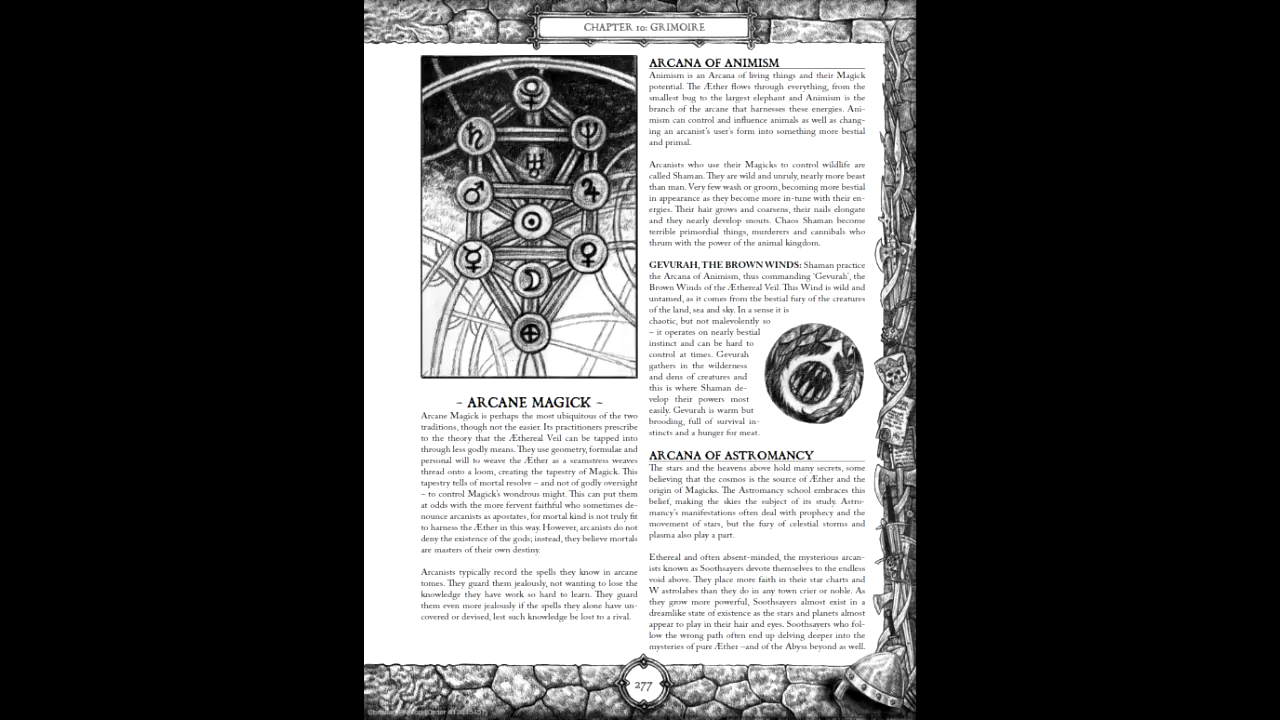 CHAPTER 10: GRIMOIRE
~ ARCANE MAGICK ~
Arcane Magick is perhaps the most ubiquitous of the two
traditions, though not the easier. Its practitioners prescribe
to the theory that the Æthereal Veil can be tapped into
through less godly means. They use geometry, formulae and
personal will to weave the Æther as a seamstress weaves
thread onto a loom, creating the tapestry of Magick. This
tapestry tells of mortal resolve – and not of godly oversight
– to control Magick's wondrous might. This can put them
at odds with the more fervent faithful who sometimes de-
nounce arcanists as apostates, for mortal kind is not truly fit
to harness the Æther in this way. However, arcanists do not
deny the existence of the gods; instead, they believe mortals
are masters of their own destiny.
Arcanists typically record the spells they know in arcane
tomes. They guard them jealously, not wanting to lose the
knowledge they have work so hard to learn. They guard
them even more jealously if the spells they alone have un-
covered or devised, lest such knowledge be lost to a rival.
ARCANA OF ANIMISM
Animism is an Arcana of living things and their Magick
potential. The Æther flows through everything, from the
smallest bug to the largest elephant and Animism is the
branch of the arcane that harnesses these energies. Ani-
mism can control and influence animals as well as chang-
ing an arcanist's user's form into something more bestial
and primal.
Arcanists who use their Magicks to control wildlife are
called Shaman. They are wild and unruly, nearly more beast
than man. Very few wash or groom, becoming more bestial
in appearance as they become more in-tune with their en-
ergies. Their hair grows and coarsens, their nails elongate
and they nearly develop snouts. Chaos Shaman become
terrible primordial things, murderers and cannibals who
thrum with the power of the animal kingdom.
GEVURAH, THE BROWN WINDS: Shaman practice
the Arcana of Animism, thus commanding 'Gevurah', the
Brown Winds of the Æthereal Veil. This Wind is wild and
untamed, as it comes from the bestial fury of the creatures
of the land, sea and sky. In a sense it is
chaotic, but not malevolently so
– it operates on nearly bestial
instinct and can be hard to
control at times. Gevurah
gathers in the wilderness
and dens of creatures and
this is where Shaman de-
velop their powers most
easily. Gevurah is warm but
brooding, full of survival in-
stincts and a hunger for meat.
ARCANA OF ASTROMANCY
The stars and the heavens above hold many secrets, some
believing that the cosmos is the source of Æther and the
origin of Magicks. The Astromancy school embraces this
belief, making the skies the subject of its study. Astro-
mancy's manifestations often deal with prophecy and the
movement of stars, but the fury of celestial storms and
plasma also play a part.
Ethereal and often absent-minded, the mysterious arcan-
ists known as Soothsayers devote themselves to the endless
void above. They place more faith in their star charts and
W astrolabes than they do in any town crier or noble. As
they grow more powerful, Soothsayers almost exist in a
dreamlike state of existence as the stars and planets almost
appear to play in their hair and eyes. Soothsayers who fol-
low the wrong path often end up delving deeper into the
mysteries of pure Æther –and of the Abyss beyond as well.
277